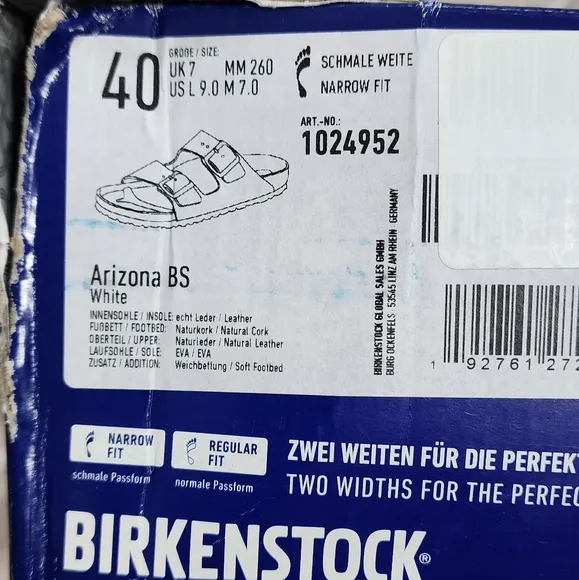 40
GRÖßE / SIZE:
UK 7 MM 260
US L 9.0 M 7.0
SCHMALE WEITE
NARROW FIT
ART.-NO.:
1024952
Arizona BS
White
INNENSOHLE / INSOLE: echt Leder / Leather
FUßBETT / FOOTBED: Naturkork / Natural Cork
OBERTEIL / UPPER: Naturleder / Natural Leather
LAUFSOHLE / SOLE: EVA / EVA
ZUSATZ / ADDITION: Weichbettung / Soft Footbed
BIRKENSTOCK GLOBAL SALES GMBH
BURG OCKENFELS 53545 LINZ AM RHEIN GERMANY
1 92761 272
NARROW FIT
schmale Passform
REGULAR FIT
normale Passform
ZWEI WEITEN FÜR DIE PERFEKT
TWO WIDTHS FOR THE PERFEC
BIRKENSTOCK®